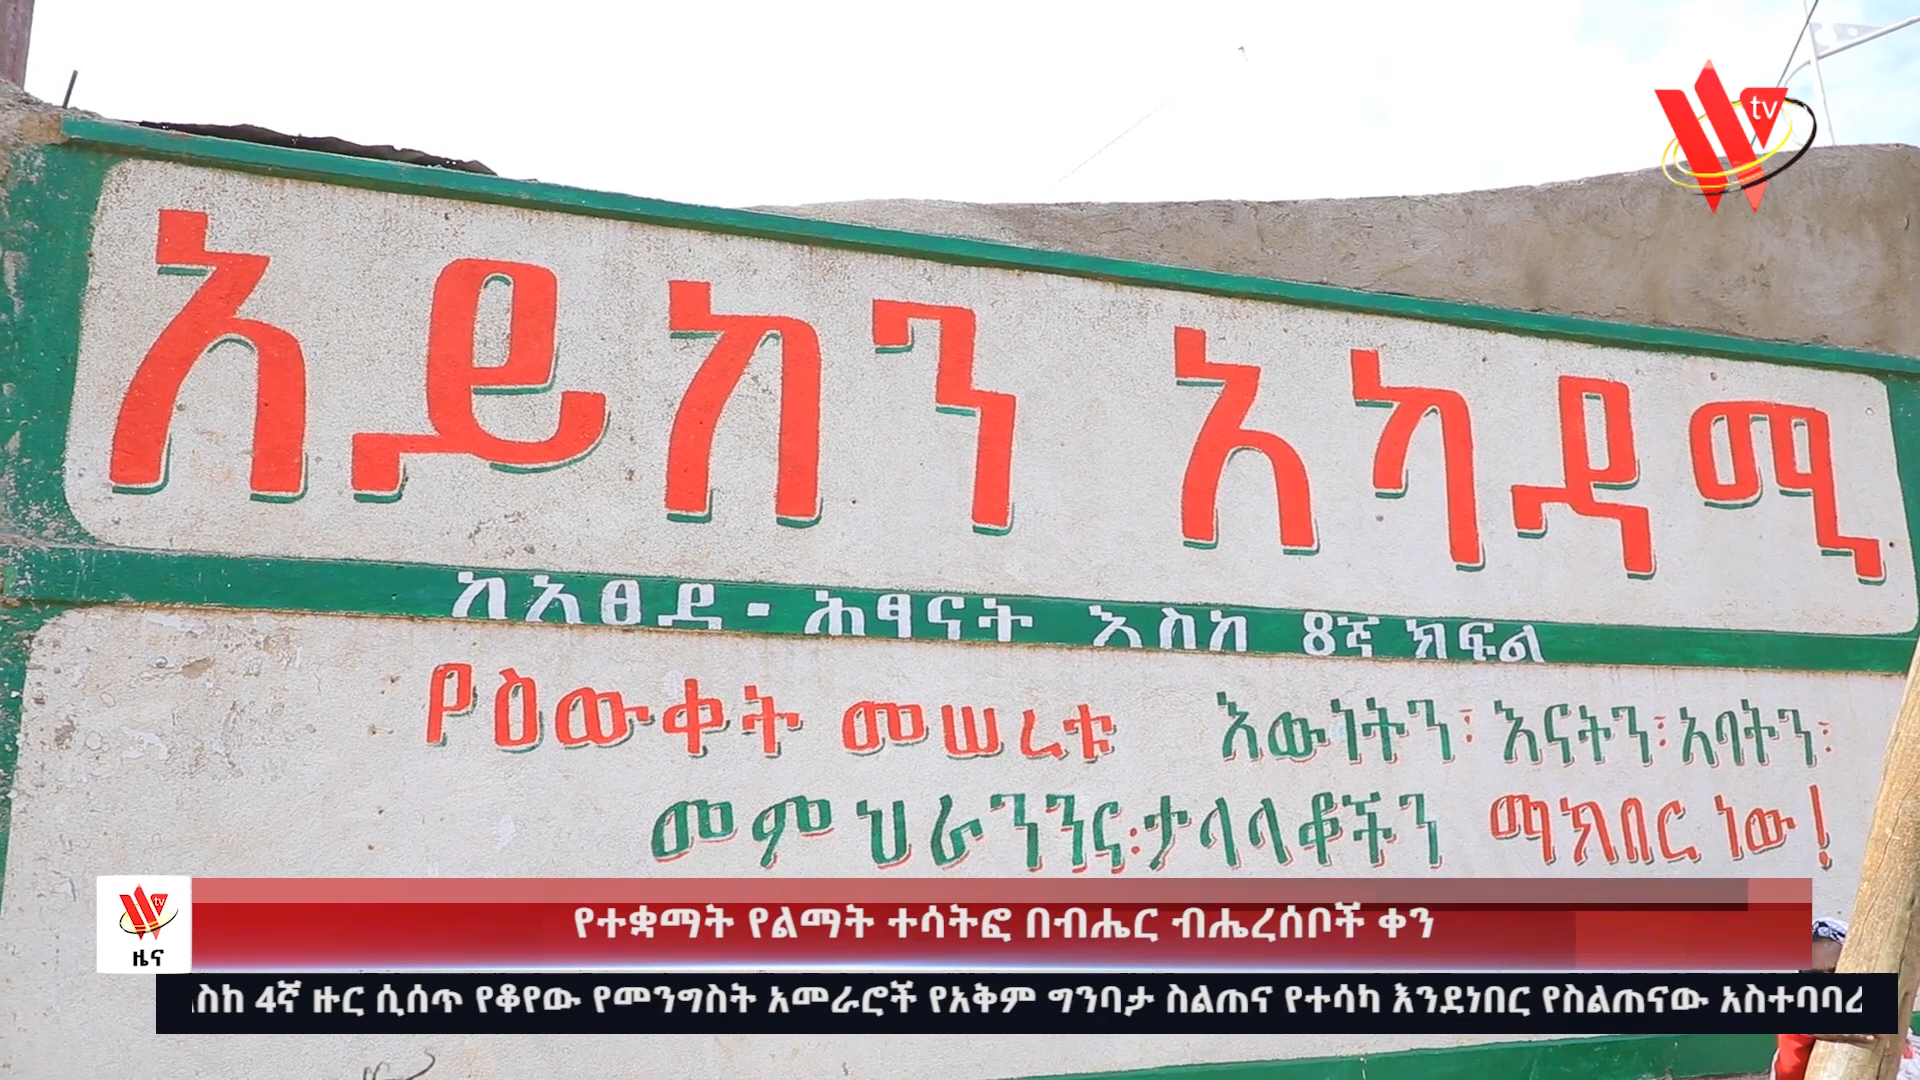 tv
አይከን አካዳሚ
ከአፀደ - ሕፃናት እስከ 8ኛ ክፍል
የዕውቀት መሠረቱ እውነትን፣ እናትን፣ አባትን፣
መምህራንንና፡ታላላቆችን ማክበር ነው!
tv
ዜና
የተቋማት የልማት ተሳትፎ በብሔር ብሔረሰቦች ቀን
ስከ 4ኛ ዙር ሲሰጥ የቆየው የመንግስት አመራሮች የአቅም ግንባታ ስልጠና የተሳካ እንደነበር የስልጠናው አስተባባሪ